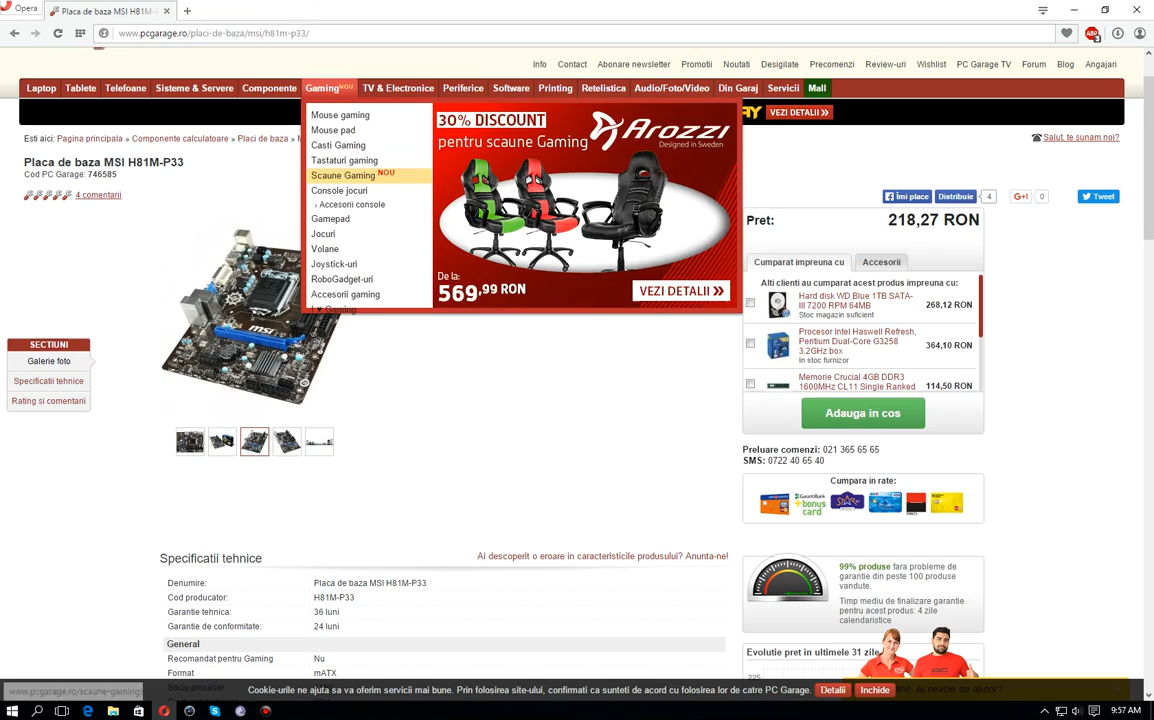 Opera
Placa de baza MSI H81M-P
www.pcgarage.ro/placi-de-baza/msi/h81m-p33/
ABP
3
Info Contact Abonare newsletter Promotii Noutati Desigilate Precomenzi Review-uri Wishlist PC Garage TV Forum Blog Angajari
Laptop Tablete Telefoane Sisteme & Servere Componente Gaming NOU TV & Electronice Periferice Software Printing Retelistica Audio/Foto/Video Din Garaj Servicii Mall
VEZI DETALII
Esti aici: Pagina principala » Componente calculatoare » Placi de baza »
Salut, te sunam noi?
Placa de baza MSI H81M-P33
Cod PC Garage: 746585
4 comentarii
Mouse gaming
Mouse pad
Casti Gaming
Tastaturi gaming
Scaune Gaming NOU
Console jocuri
› Accesorii console
Gamepad
Jocuri
Volane
Joystick-uri
RoboGadget-uri
Accesorii gaming
30% DISCOUNT
pentru scaune Gaming
AROZZI
Designed in Sweden
De la:
569,99 RON
VEZI DETALII
Îmi place Distribuie 4 G+1 0 Tweet
Pret: 218,27 RON
Cumparat impreuna cu Accesorii
Alti clienti au cumparat acest produs impreuna cu:
Hard disk WD Blue 1TB SATA-
III 7200 RPM 64MB
Stoc magazin suficient
268,12 RON
Procesor Intel Haswell Refresh,
Pentium Dual-Core G3258
3.2GHz box
In stoc furnizor
364,10 RON
Memorie Crucial 4GB DDR3
1600MHz CL11 Single Ranked
114,50 RON
Adauga in cos
msi
SECTIUNI
Galerie foto
Specificatii tehnice
Rating si comentarii
Preluare comenzi: 021 365 65 65
SMS: 0722 40 65 40
Cumpara in rate:
GarantiBank
+bonus
card
STAR
Specificatii tehnice
Ai descoperit o eroare in caracteristicile produsului? Anunta-ne!
Denumire: Placa de baza MSI H81M-P33
Cod producator: H81M-P33
Garantie tehnica: 36 luni
Garantie de conformitate: 24 luni
General
Recomandat pentru Gaming Nu
Format mATX
Soclu procesor
99% produse fara probleme de
garantie din peste 100 produse
vandute.
Timp mediu de finalizare garantie
pentru acest produs: 4 zile
calendaristice
Evolutie pret in ultimele 31 zile
225
www.pcgarage.ro/scaune-gaming
Cookie-urile ne ajuta sa va oferim servicii mai bune. Prin folosirea site-ului, confirmati ca sunteti de acord cu folosirea lor de catre PC Garage. Detalii Inchide
Ai nevoie de ajutor?
9:57 AM